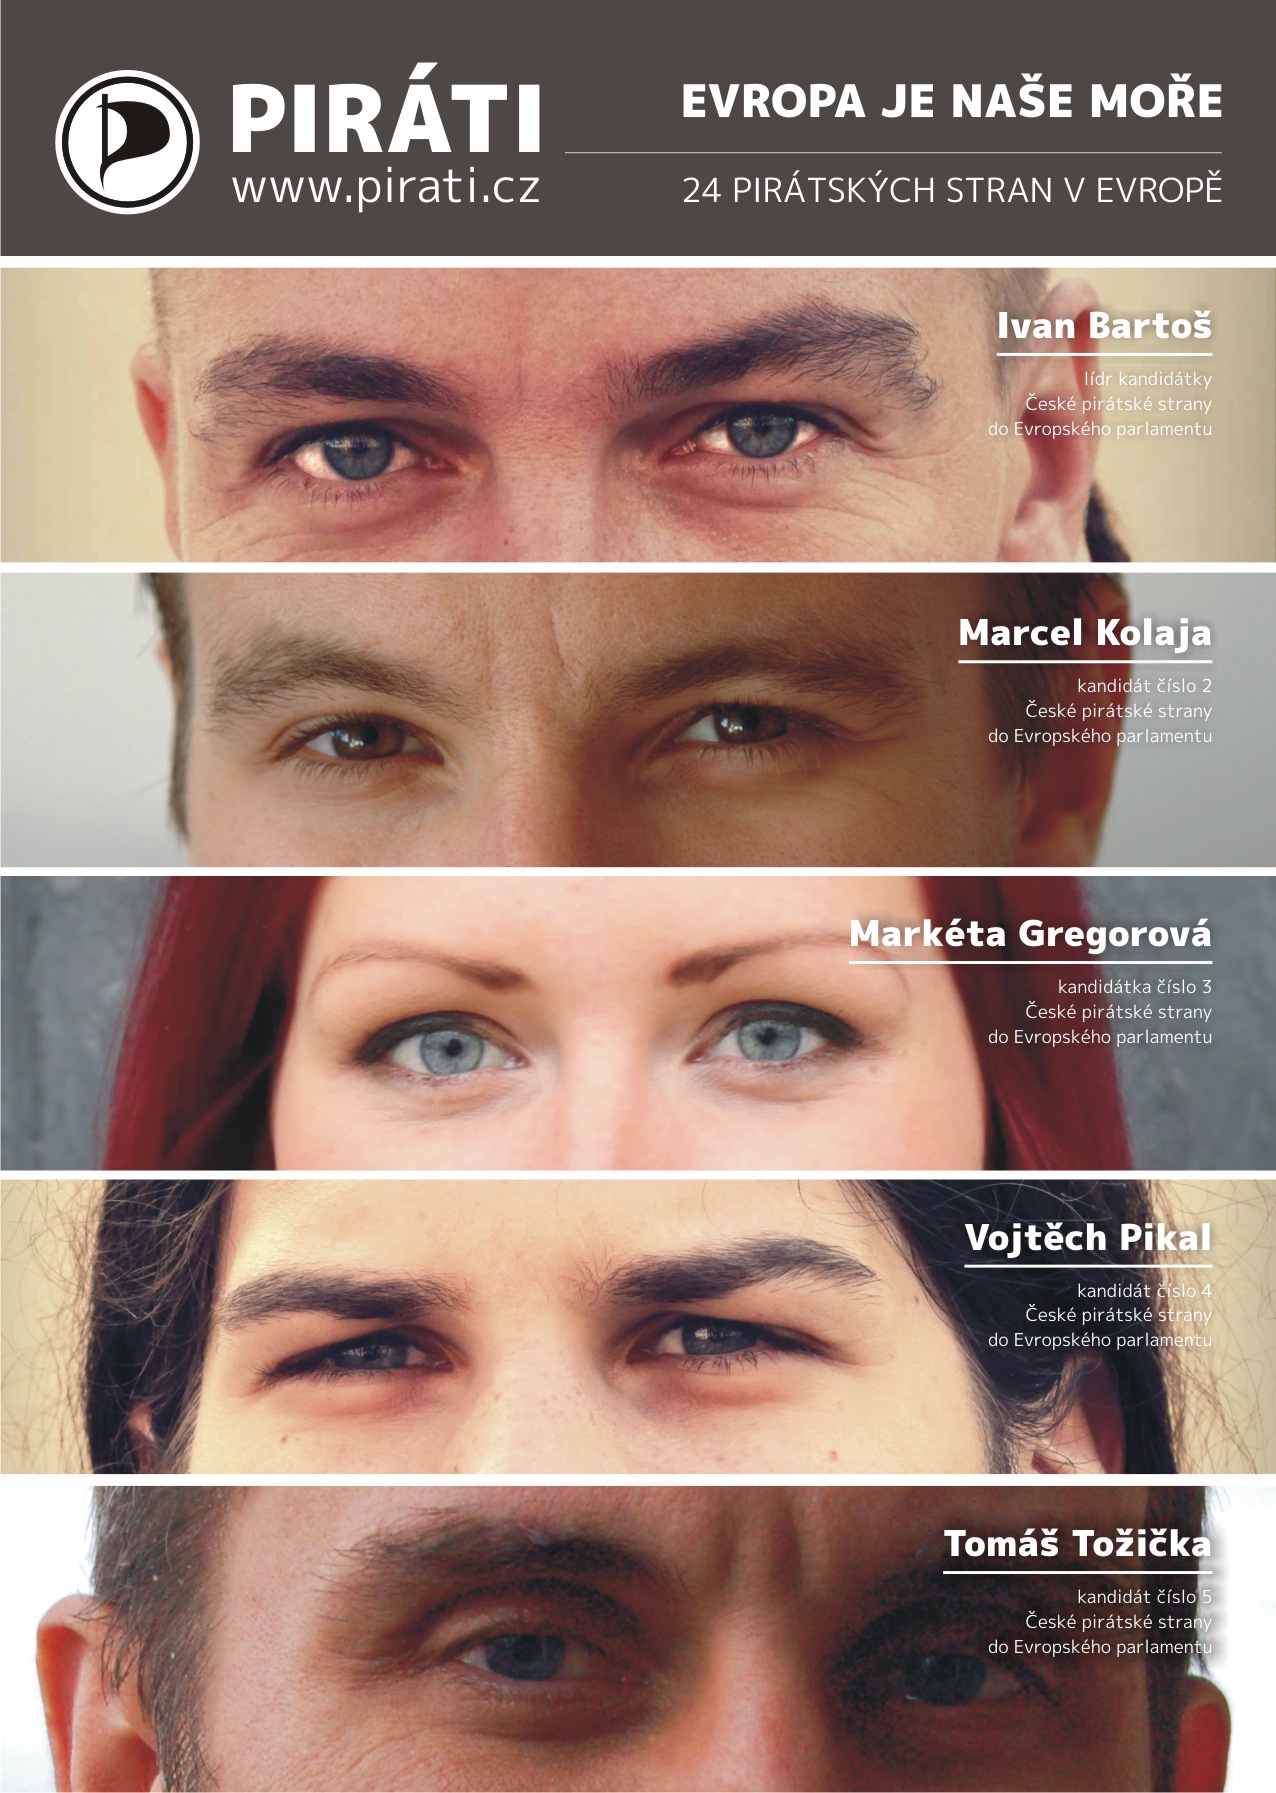 PIRÁTI
www.pirati.cz
EVROPA JE NAŠE MOŘE
24 PIRÁTSKÝCH STRAN V EVROPĚ
Ivan Bartoš
lídr kandidátky
České pirátské strany
do Evropského parlamentu
Marcel Kolaja
kandidát číslo 2
České pirátské strany
do Evropského parlamentu
Markéta Gregorová
kandidátka číslo 3
České pirátské strany
do Evropského parlamentu
Vojtěch Pikal
kandidát číslo 4
České pirátské strany
do Evropského parlamentu
Tomáš Tožička
kandidát číslo 5
České pirátské strany
do Evropského parlamentu